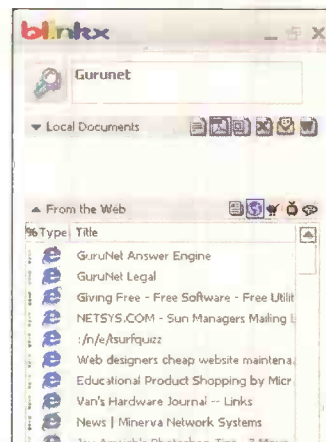 blinkx
Gurunet
Local Documents
From the Web
% Type Title
GuruNet Answer Engine
GuruNet Legal
Giving Free - Free Software - Free Utilit
NETSYS.COM - Sun Managers Mailing
:/n/e/tsurfquizz
Web designers cheap website maintena
Educational Product Shopping by Micr
Van's Hardware Journal -- Links
News | Minerva Network Systems